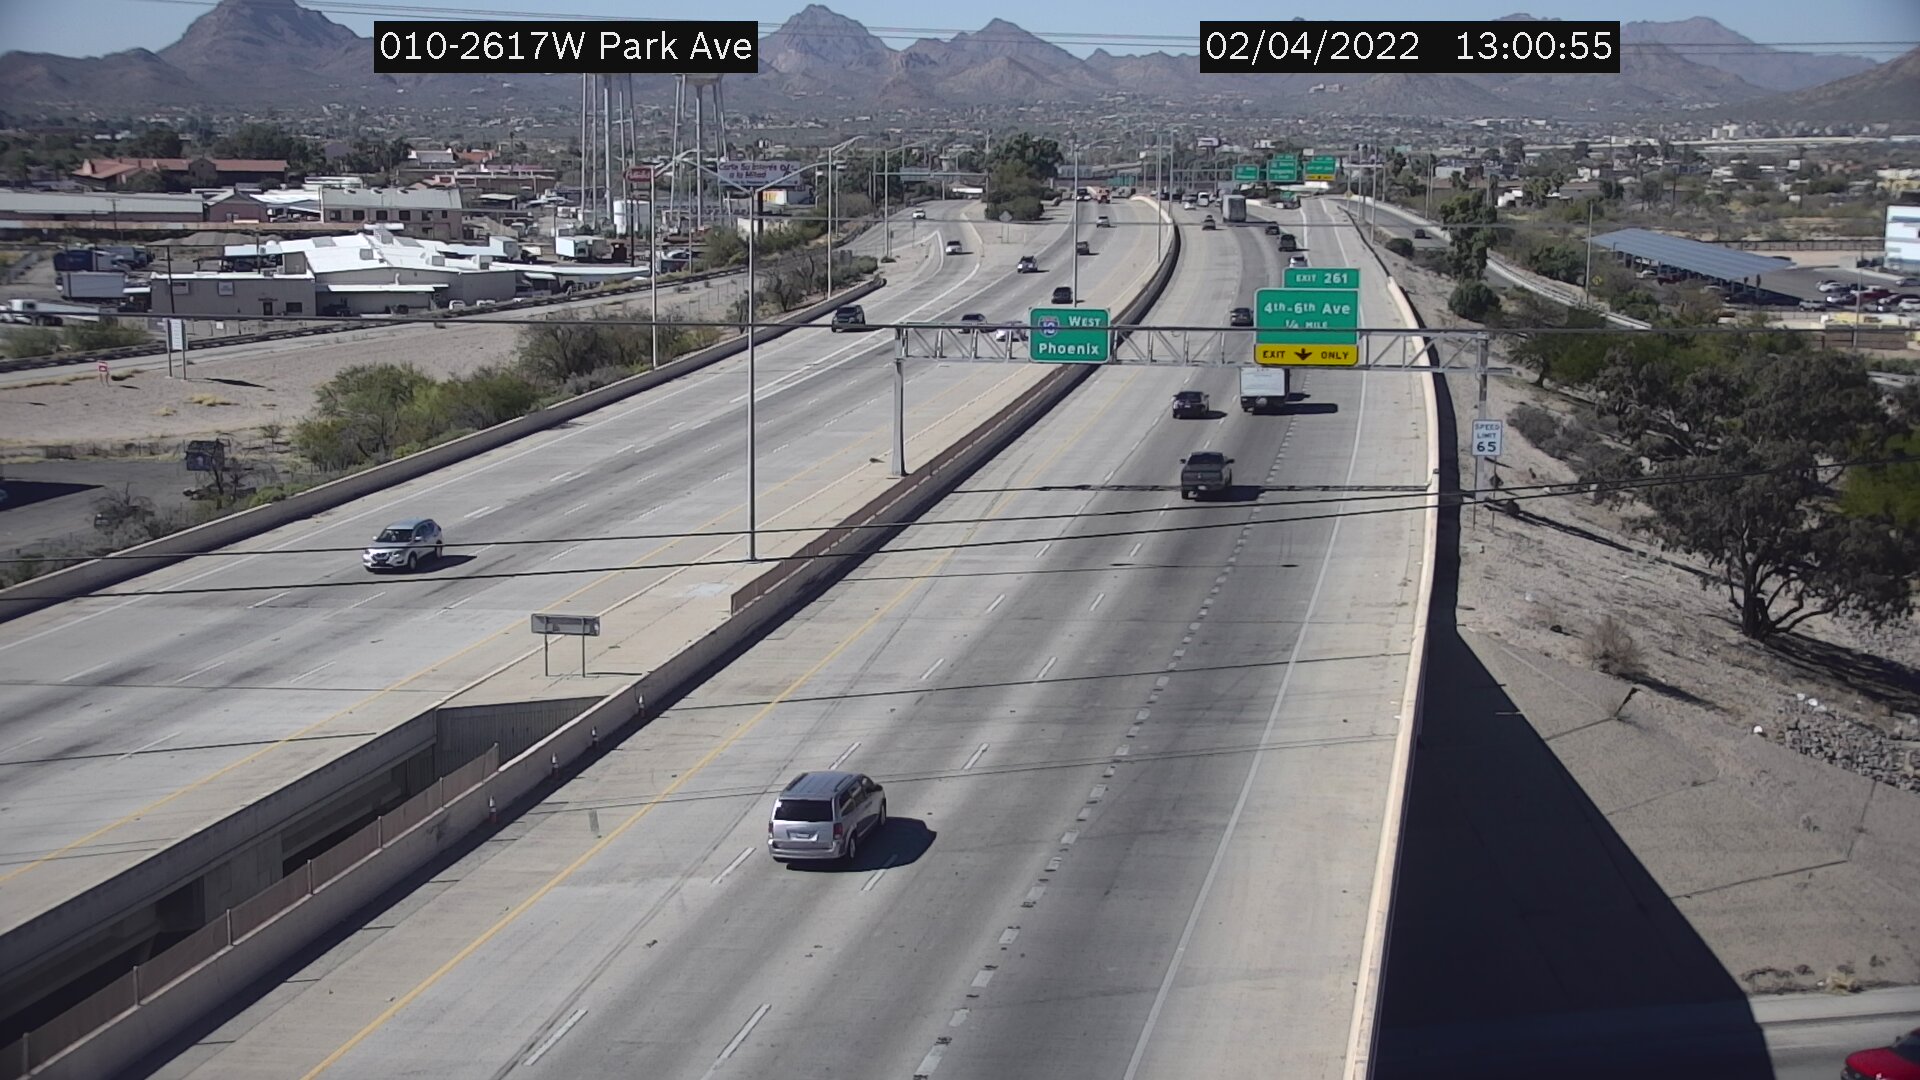 010-2617W Park Ave
02/04/2022 13:00:55
EXIT 261
4th-6th Ave
1/4 MILE
EXIT ONLY
10 WEST
Phoenix
SPEED
LIMIT
65